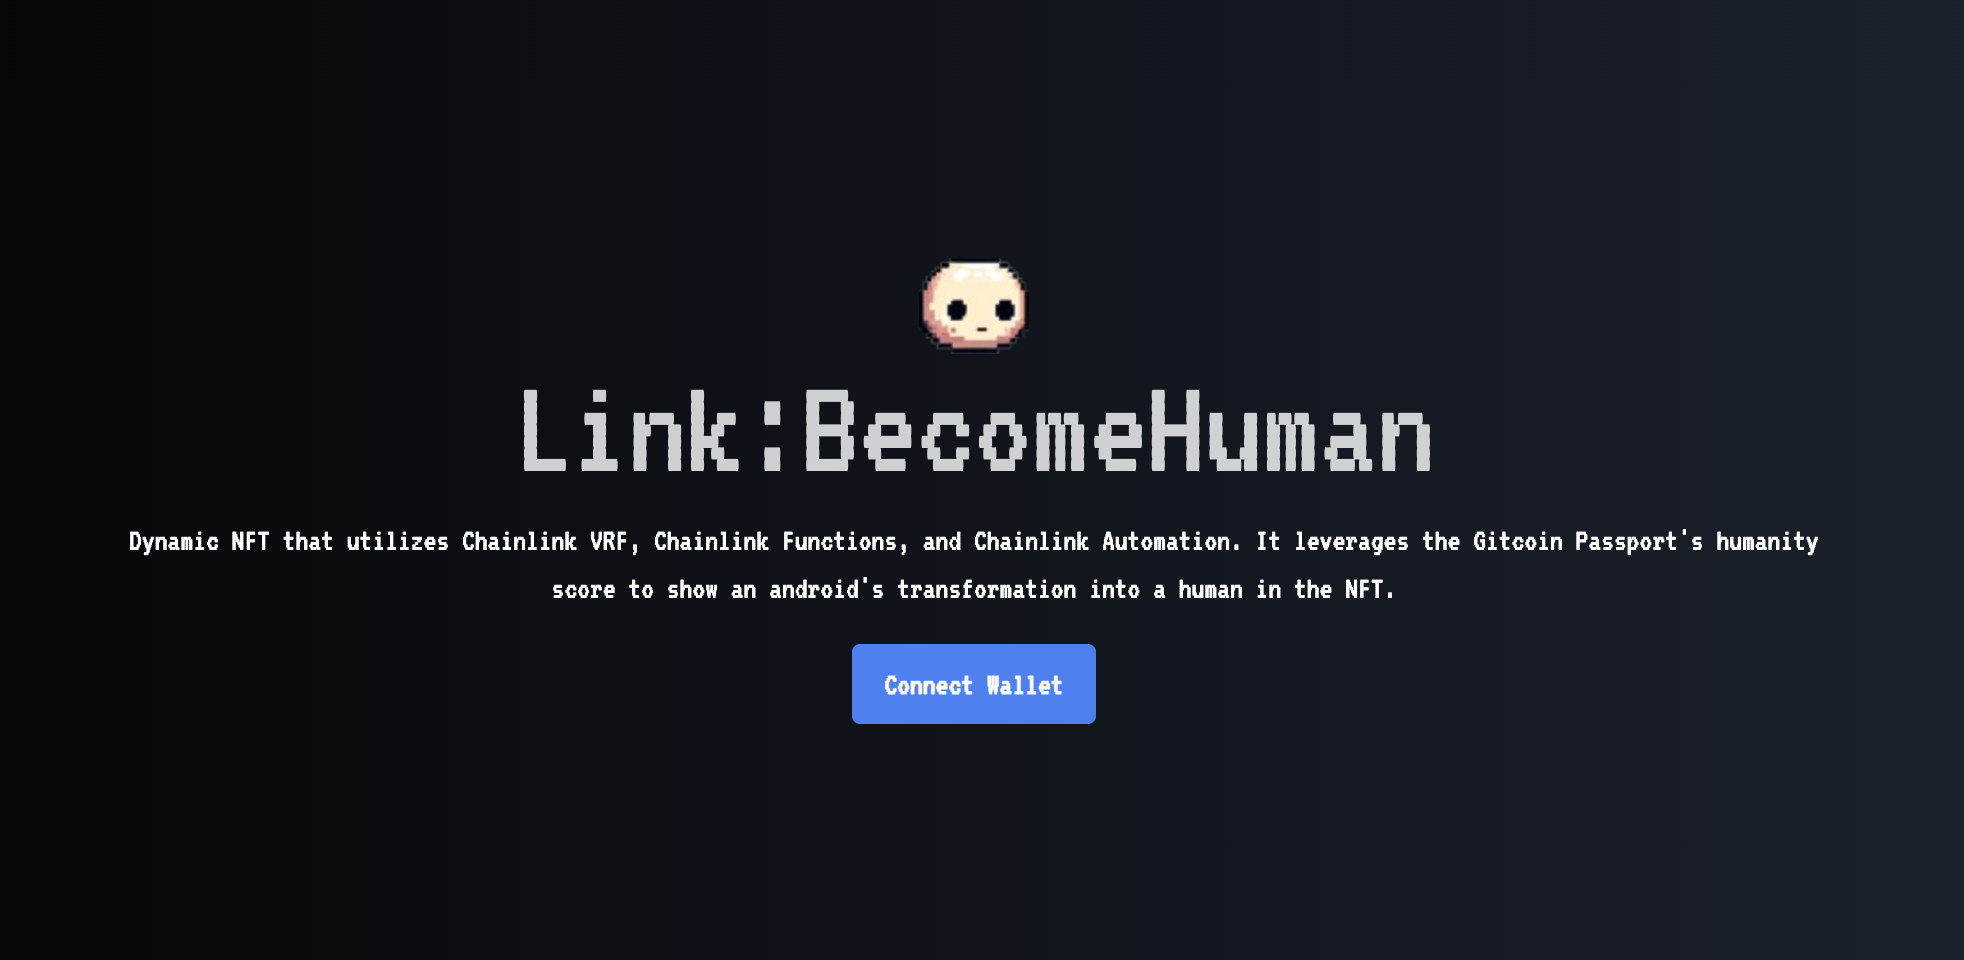 Link:BecomeHuman
Dynamic NFT that utilizes Chainlink VRF, Chainlink Functions, and Chainlink Automation. It leverages the Gitcoin Passport's humanity
score to show an android's transformation into a human in the NFT.
Connect Wallet